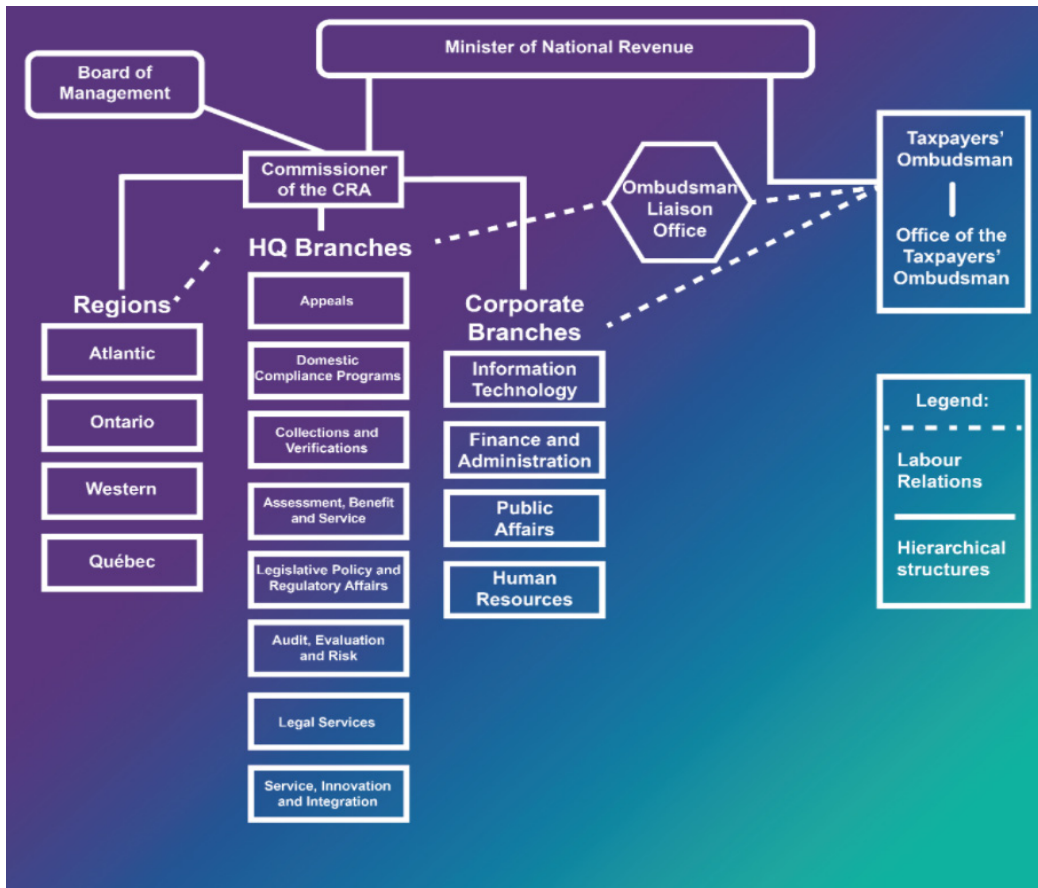 Minister of National Revenue
Board of
Management
Commissioner
of the CRA
Ombudsman
Liaison
Office
Taxpayers’
Ombudsman
Office of the
Taxpayers’
Ombudsman
Regions
Atlantic
Ontario
Western
Québec
HQ Branches
Appeals
Domestic
Compliance Programs
Collections and
Verifications
Assessment, Benefit
and Service
Legislative Policy and
Regulatory Affairs
Audit, Evaluation
and Risk
Legal Services
Service, Innovation
and Integration
Corporate
Branches
Information
Technology
Finance and
Administration
Public
Affairs
Human
Resources
Legend:
Labour
Relations
Hierarchical
structures